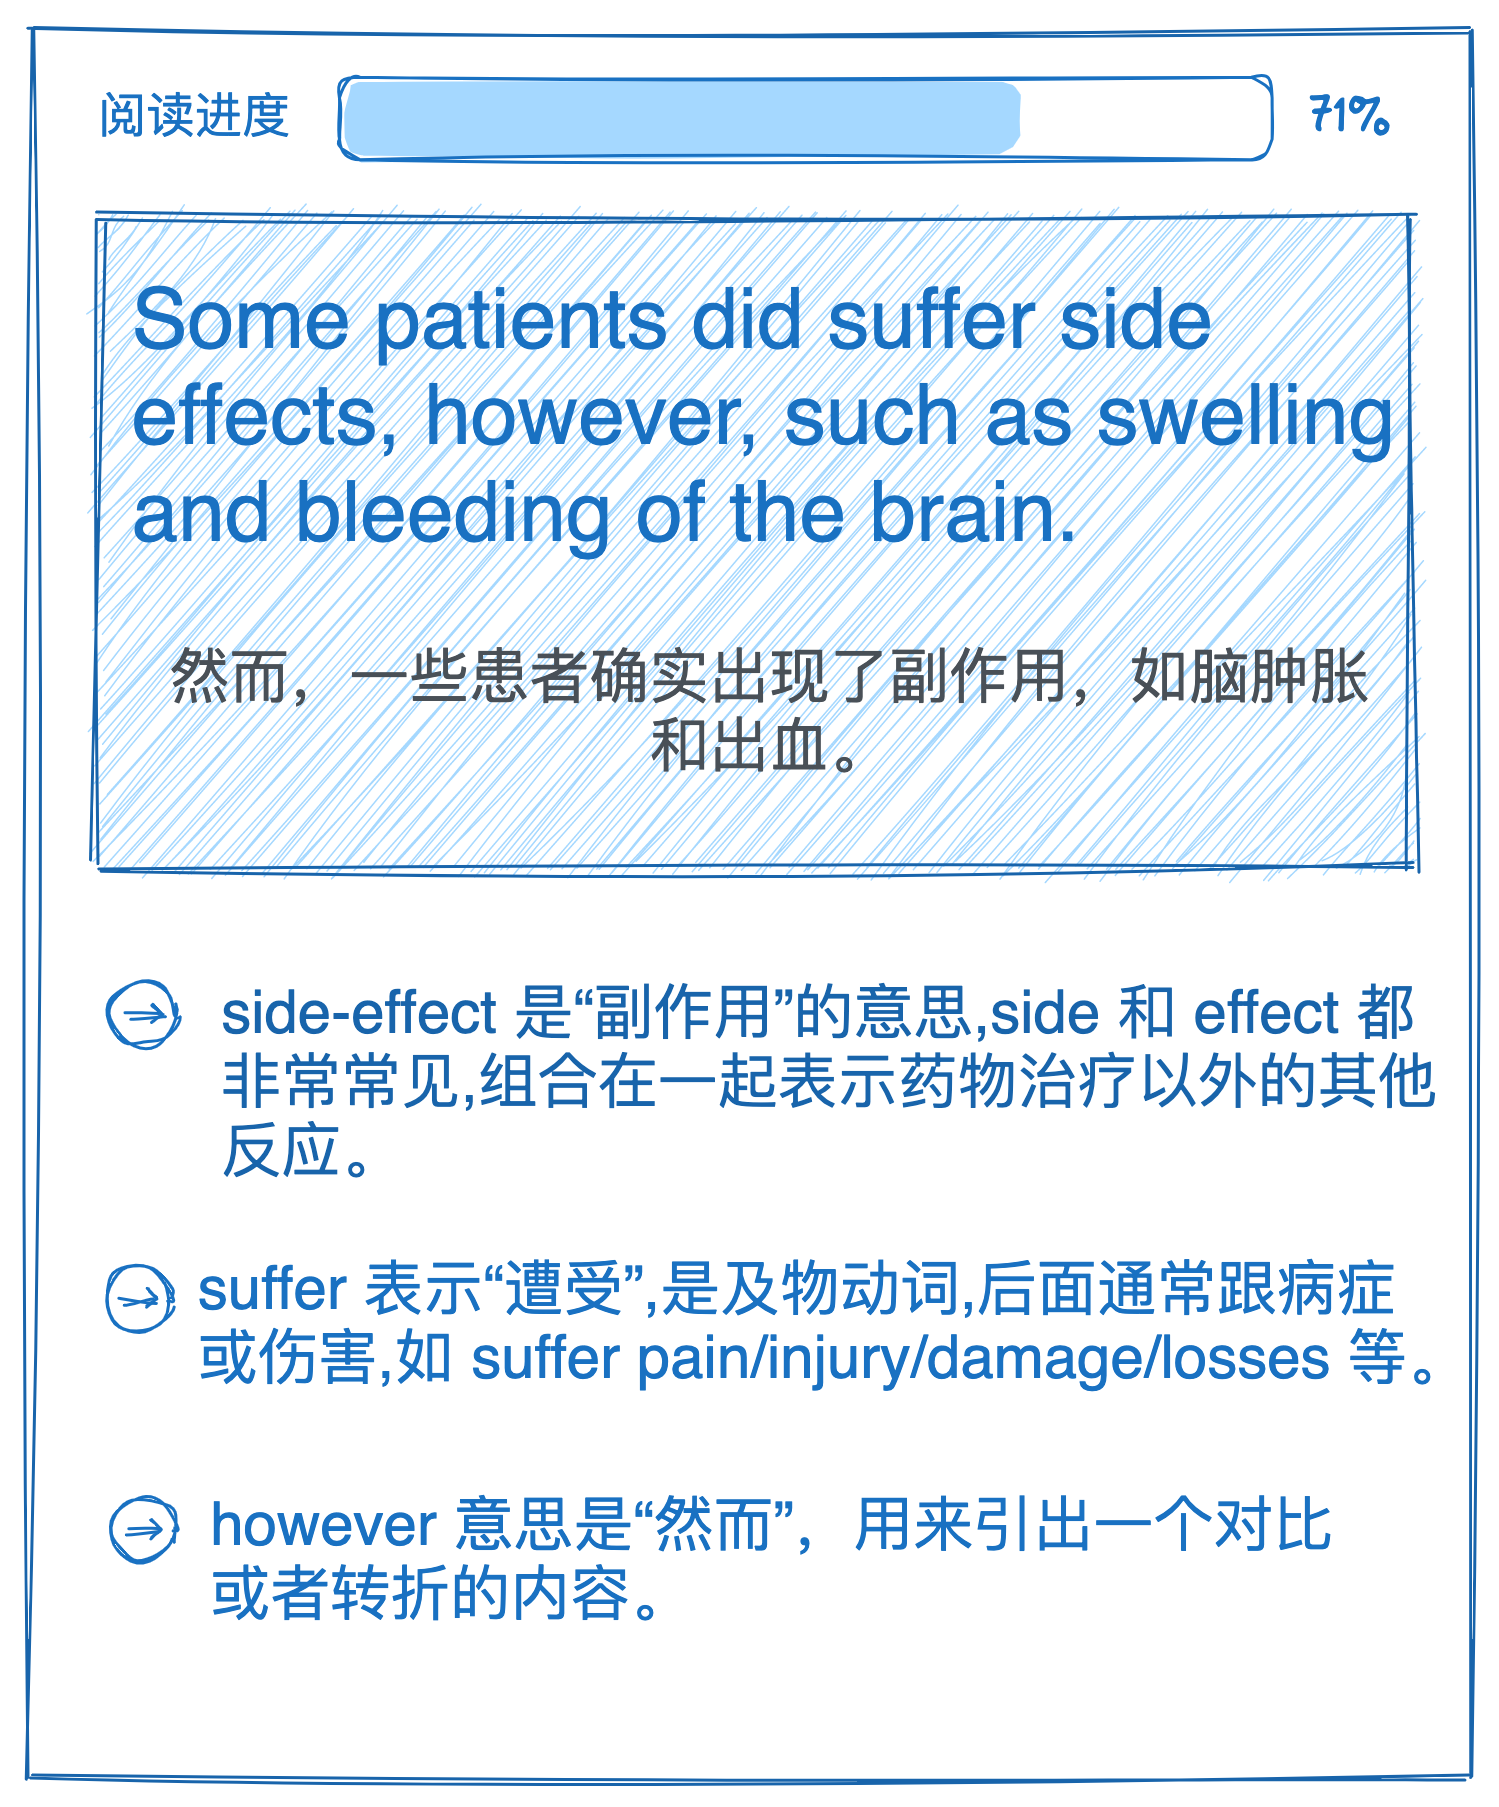 阅读进度
71%
Some patients did suffer side
effects, however, such as swelling
and bleeding of the brain.
然而，一些患者确实出现了副作用，如脑肿胀
和出血。
side-effect 是“副作用”的意思,side 和 effect 都
非常常见,组合在一起表示药物治疗以外的其他
反应。
suffer 表示“遭受”,是及物动词,后面通常跟病症
或伤害,如 suffer pain/injury/damage/losses 等。
however 意思是“然而”，用来引出一个对比
或者转折的内容。